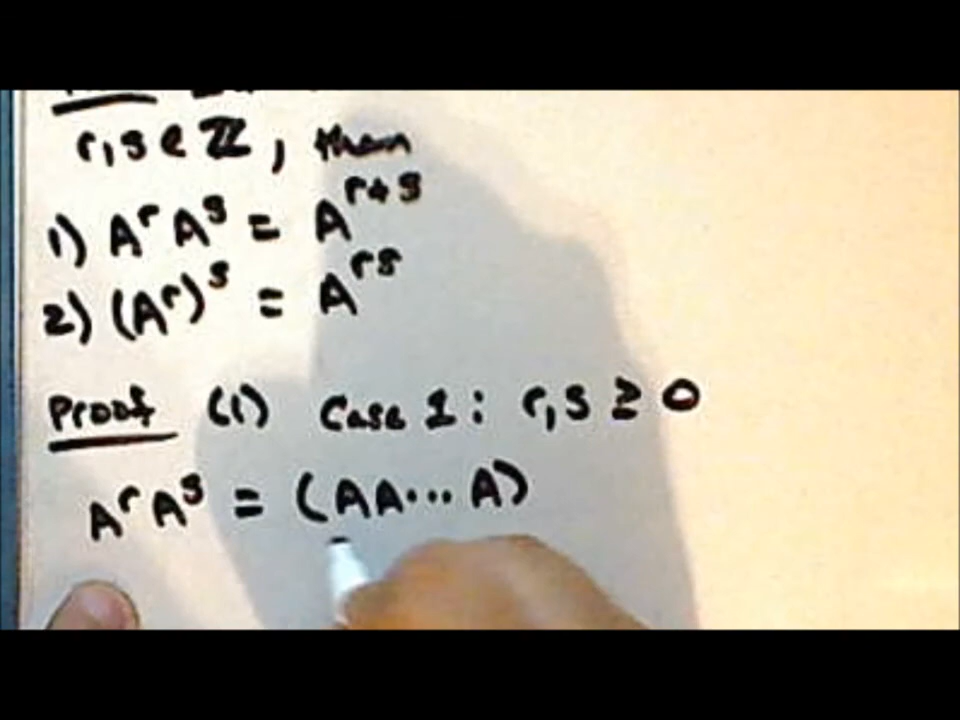 r,s ∈ ℤ, then
1) A^r A^s = A^{r+s}
2) (A^r)^s = A^{rs}
Proof (1) Case 1: r,s ≥ 0
A^r A^s = (AA···A)